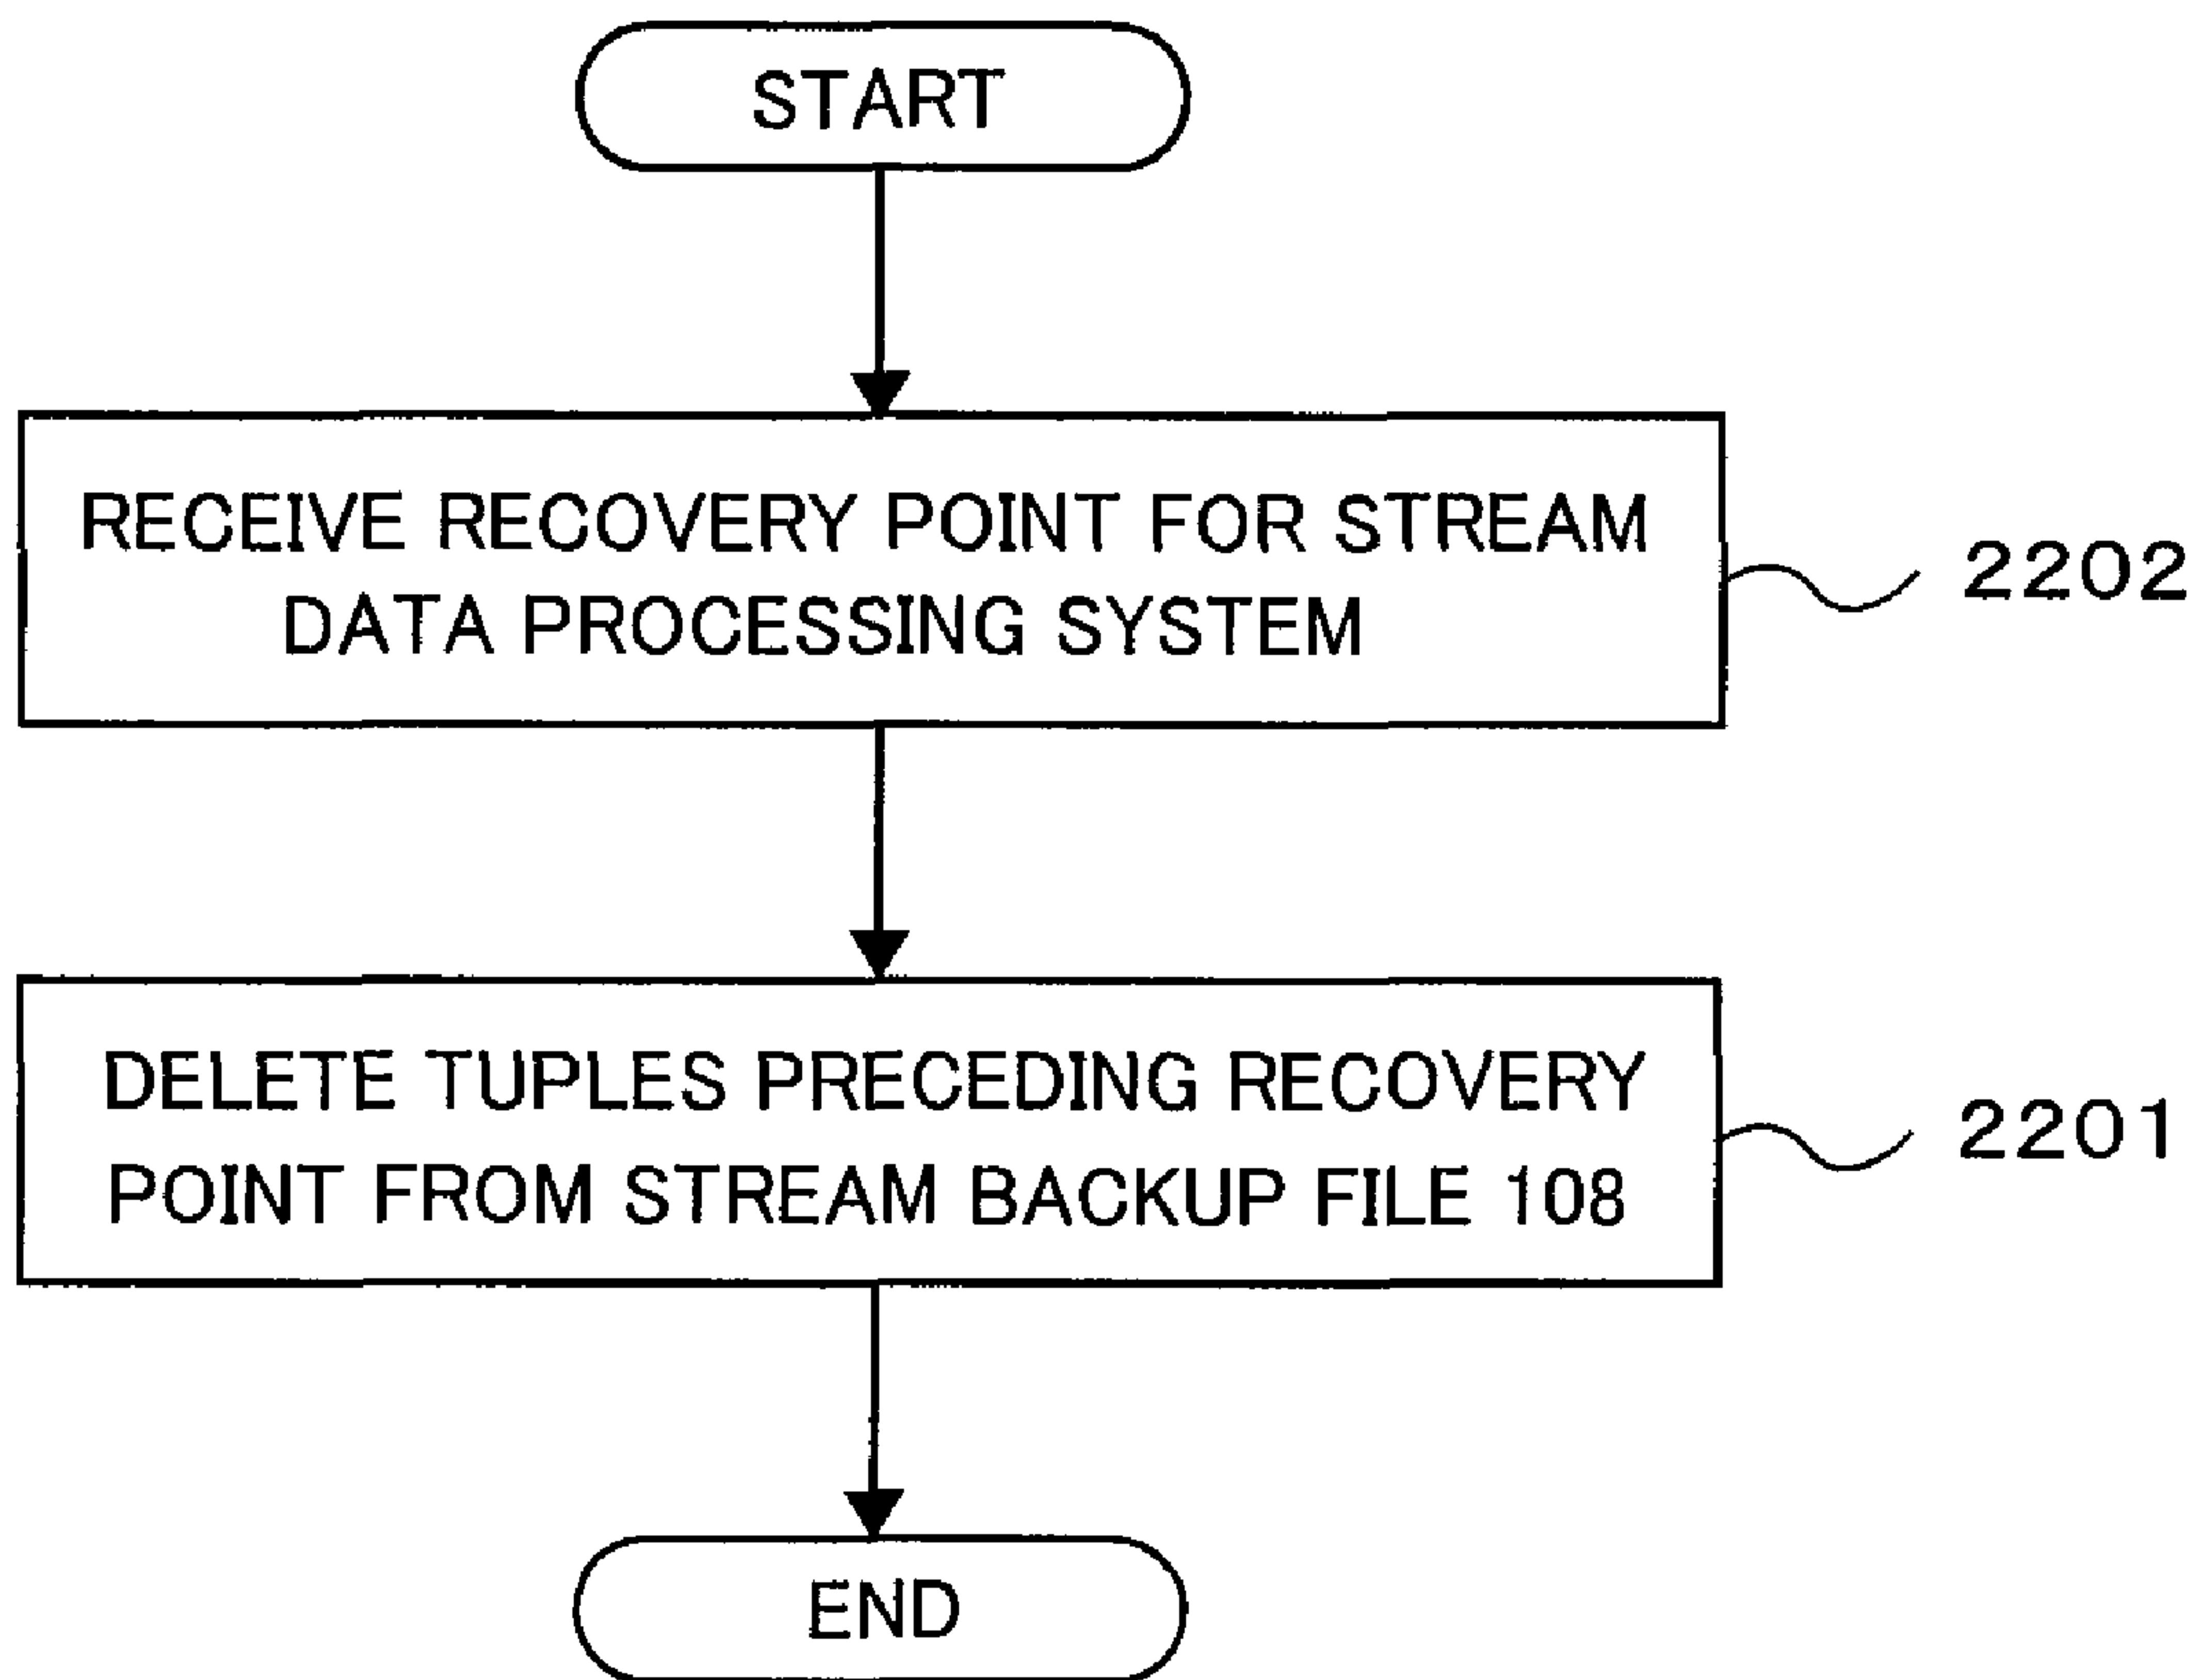 START
RECEIVE RECOVERY POINT FOR STREAM
DATA PROCESSING SYSTEM
2202
DELETE TUPLES PRECEDING RECOVERY
POINT FROM STREAM BACKUP FILE 108
2201
END